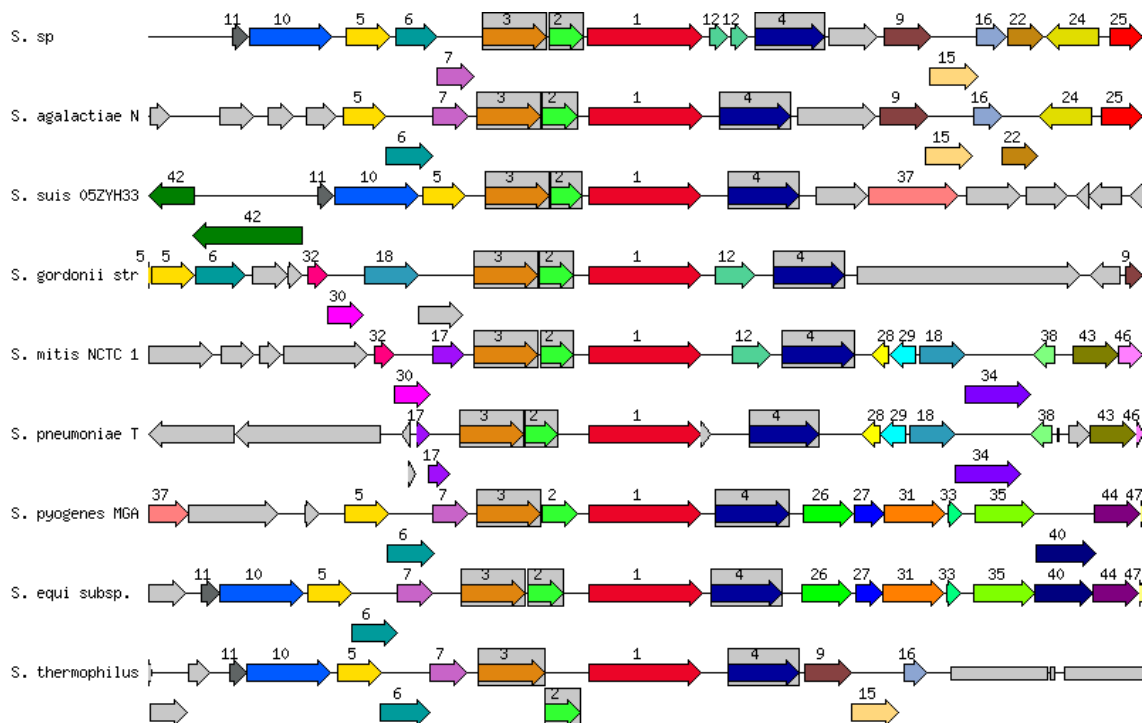 11 10 5 6 3 2 1 12 12 4 9 16 22 24 25
S. sp
7 15
5 7 3 2 1 4 9 16 24 25
S. agalactiae N
6 15 22
42 11 10 5 3 2 1 4 37
S. suis 05ZYH33
42
5 5 6 32 18 3 2 1 12 4 9
S. gordonii str
30
32 17 3 2 1 12 4 28 29 18 38 43 46
S. mitis NCTC 1
30 34
17 3 2 1 4 28 29 18 38 43 46
S. pneumoniae T
17 34
37 5 7 3 2 1 4 26 27 31 33 35 44 47
S. pyogenes MGA
6 40
11 10 5 7 3 2 1 4 26 27 31 33 35 40 44 47
S. equi subsp.
6
11 10 5 7 3 1 4 9 16
S. thermophilus
6 2 15